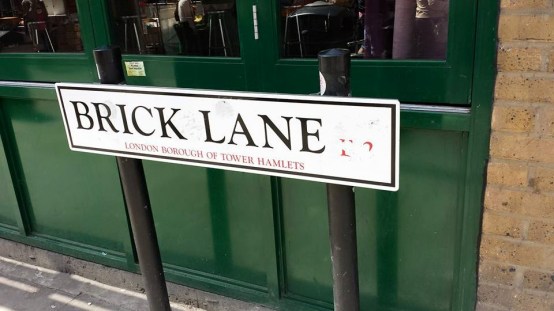 BRICK LANE
LONDON BOROUGH OF TOWER HAMLETS